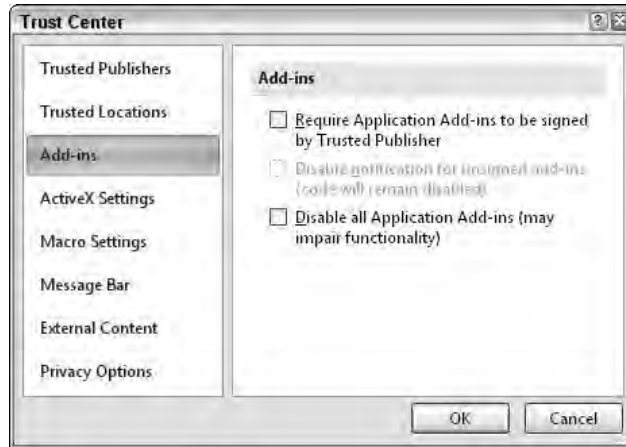 Trust Center
Trusted Publishers
Trusted Locations
Add-ins
ActiveX Settings
Macro Settings
Message Bar
External Content
Privacy Options
Add-ins
Require Application Add-ins to be signed
by Trusted Publisher
Disable notification for unsigned add-ins
(code will remain disabled)
Disable all Application Add-ins (may
impair functionality)
OK
Cancel